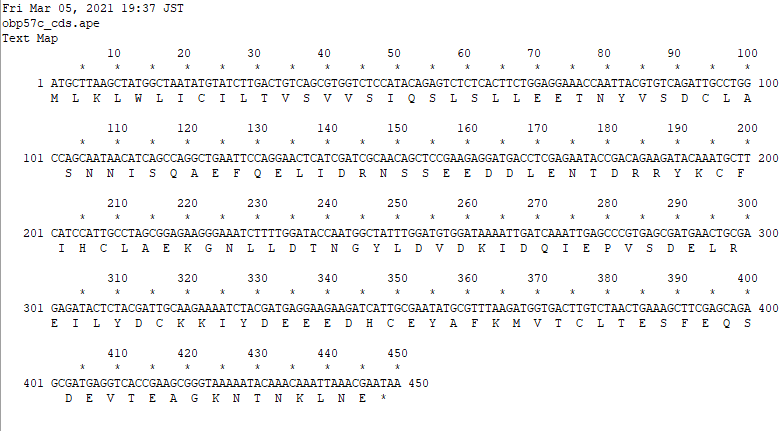 Fri Mar 05, 2021 19:37 JST
obp57c_cds.ape
Text Map
10 20 30 40 50 60 70 80 90 100
* * * * * * * * * * * * * * * * * * * *
1 ATGCTTAAGCTATGGCTAATATGTATCTTGACTGTCAGCGTGGTCTCCATACAGAGTCTCTCACTTCTGGAGGAAACCAATTACGTGTCAGATTGCCTGG 100
M L K L W L I C I L T V S V V S I Q S L S L L E E T N Y V S D C L A
110 120 130 140 150 160 170 180 190 200
* * * * * * * * * * * * * * * * * * * *
101 CCAGCAATAACATCAGCCAGGCTGAATTCCAGGAACTCATCGATCGCAACAGCTCCGAAGAGGATGACCTCGAGAATACCGACAGAAGATACAAATGCTT 200
S N N I S Q A E F Q E L I D R N S S E E D D L E N T D R R Y K C F
210 220 230 240 250 260 270 280 290 300
* * * * * * * * * * * * * * * * * * * *
201 CATCCATTGCCTAGCGGAGAAGGGAAATCTTTTGGATACCAATGGCTATTTGGATGTGGATAAAATTGATCAAATTGAGCCCGTGAGCGATGAACTGCGA 300
I H C L A E K G N L L D T N G Y L D V D K I D Q I E P V S D E L R
310 320 330 340 350 360 370 380 390 400
* * * * * * * * * * * * * * * * * * * *
301 GAGATACTCTACGATTGCAAGAAAATCTACGATGAGGAAGAAGATCATTGCGAATATGCGTTTAAGATGGTGACTTGTCTAACTGAAAGCTTCGAGCAGA 400
E I L Y D C K K I Y D E E E D H C E Y A F K M V T C L T E S F E Q S
410 420 430 440 450
* * * * * * * * * *
401 GCGATGAGGTCACCGAAGCGGGTAAAAATACAAACAAATTAAACGAATAA 450
D E V T E A G K N T N K L N E *